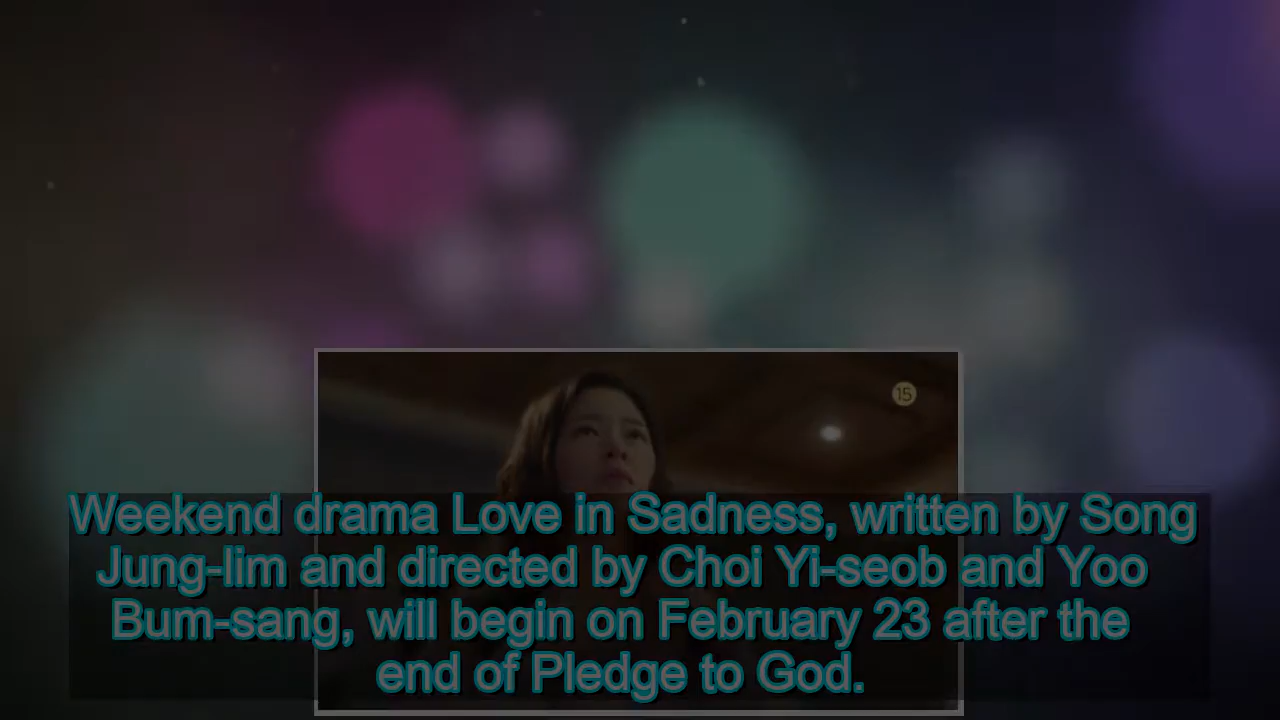 15
Weekend drama Love in Sadness, written by Song
Jung-lim and directed by Choi Yi-seob and Yoo
Bum-sang, will begin on February 23 after the
end of Pledge to God.